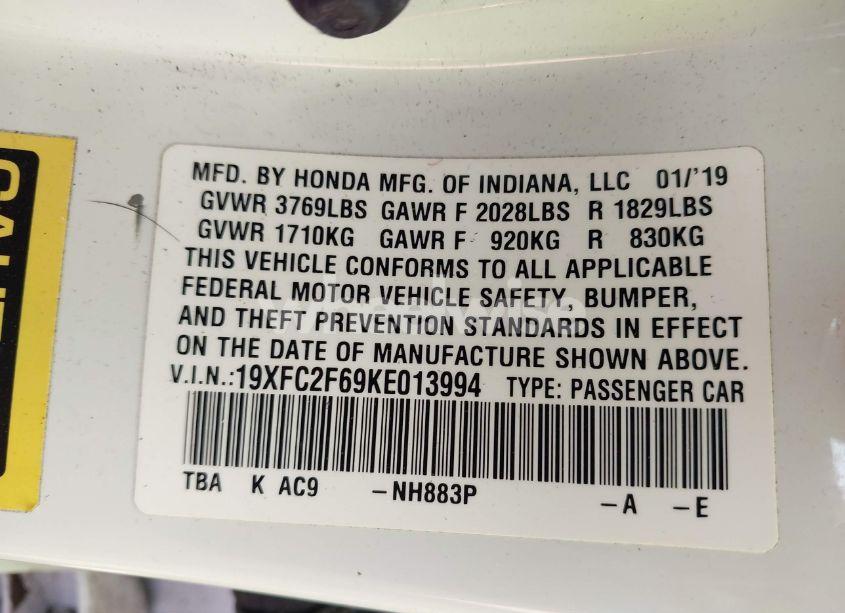 MFD. BY HONDA MFG. OF INDIANA, LLC 01/'19
GVWR 3769LBS GAWR F 2028LBS R 1829LBS
GVWR 1710KG GAWR F 920KG R 830KG
THIS VEHICLE CONFORMS TO ALL APPLICABLE
FEDERAL MOTOR VEHICLE SAFETY, BUMPER,
AND THEFT PREVENTION STANDARDS IN EFFECT
ON THE DATE OF MANUFACTURE SHOWN ABOVE.
V.I.N.:19XFC2F69KE013994 TYPE: PASSENGER CAR
TBA K AC9 -NH883P -A -E